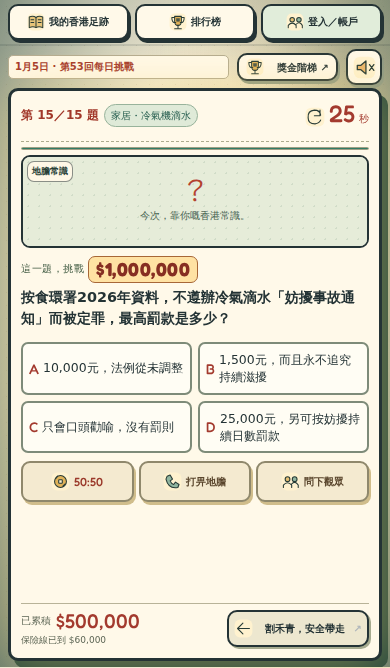 我的香港足跡
排行榜
登入／帳戶
1月5日 · 第53回每日挑戰
獎金階梯 ↗
第 15／15 題
家居 · 冷氣機滴水
25 秒
地膽常識
?
今次，靠你嘅香港常識。
這一題，挑戰 $1,000,000
按食環署2026年資料，不遵辦冷氣滴水「妨擾事故通
知」而被定罪，最高罰款是多少？
A 10,000元，法例從未調整
B 1,500元，而且永不追究
持續滋擾
C 只會口頭勸喻，沒有罰則
D 25,000元，另可按妨擾持
續日數罰款
50:50
打畀地膽
問下觀眾
已累積 $500,000
保險線已到 $60,000
割禾青，安全帶走 ↗